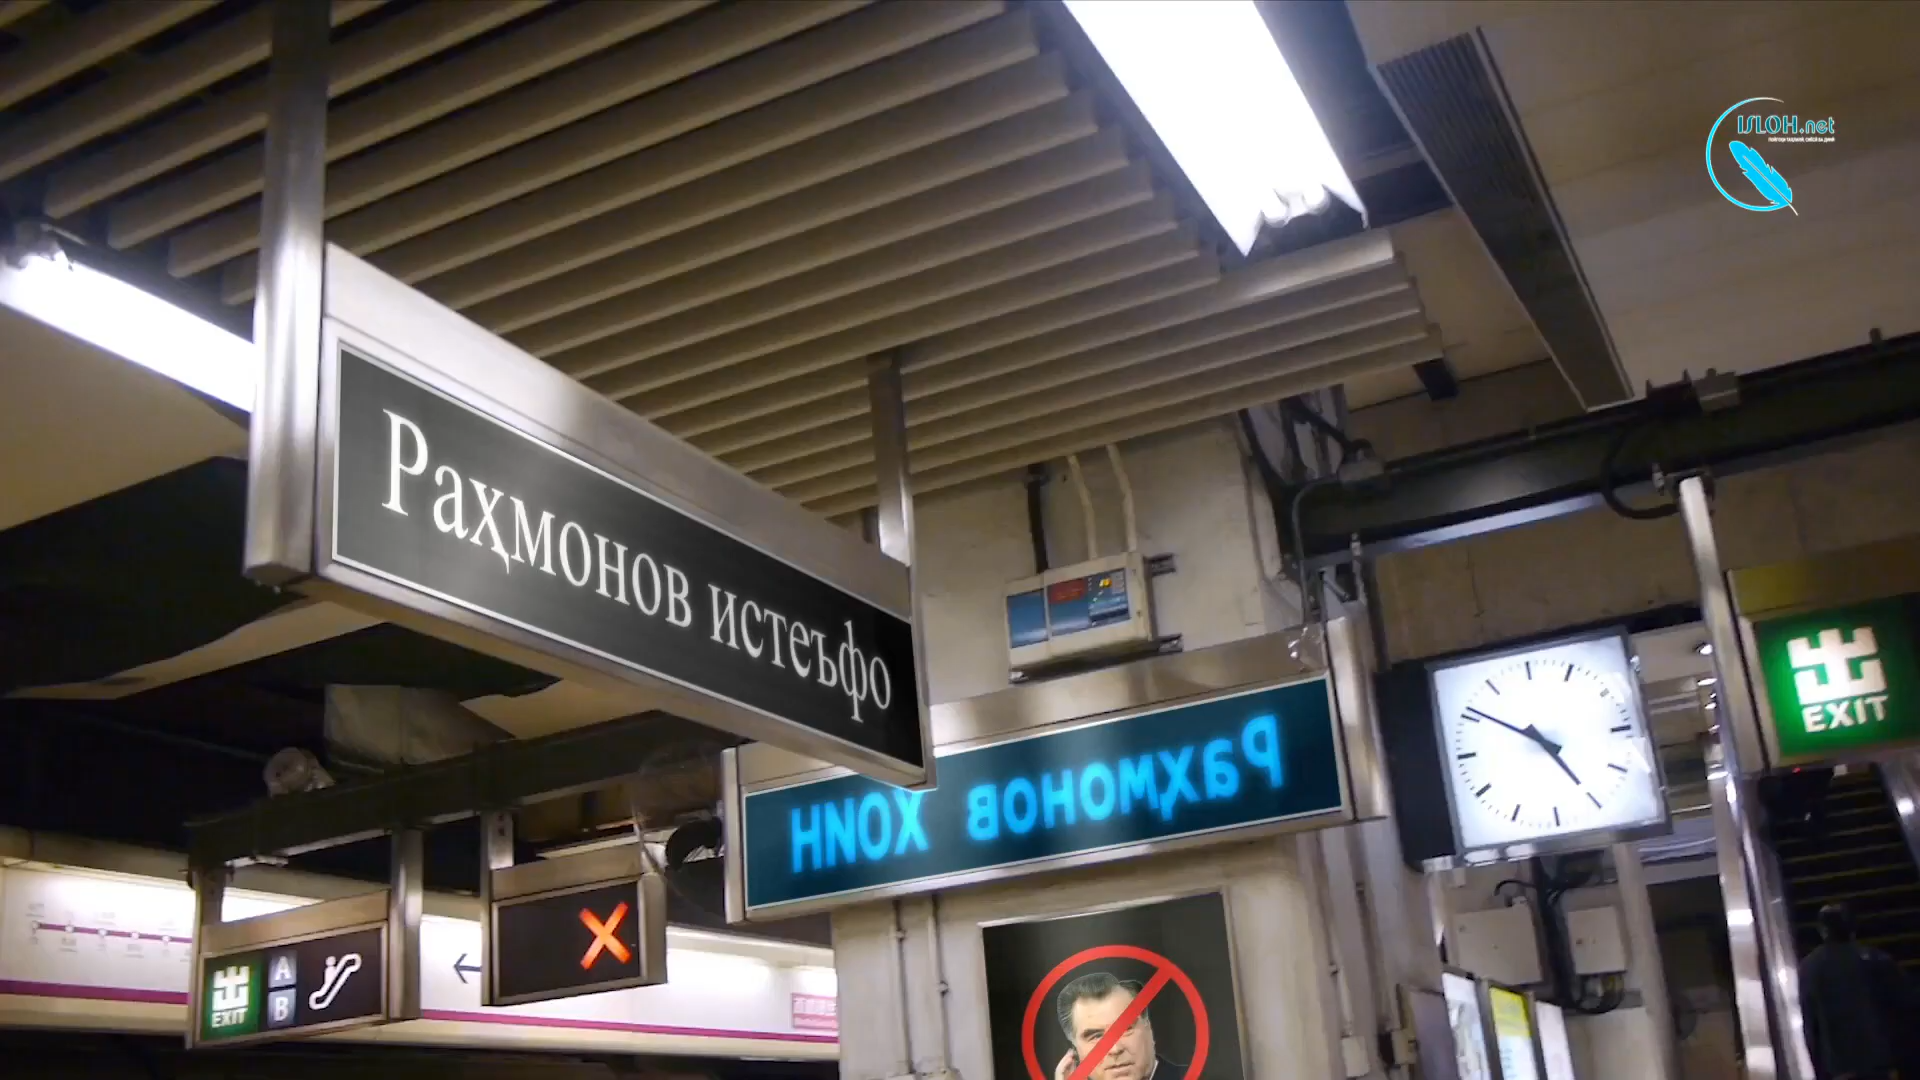 ISLOH.net
Раҳмонов истеъфо
Раҳмонов ХОИН
EXIT
EXIT
A
B